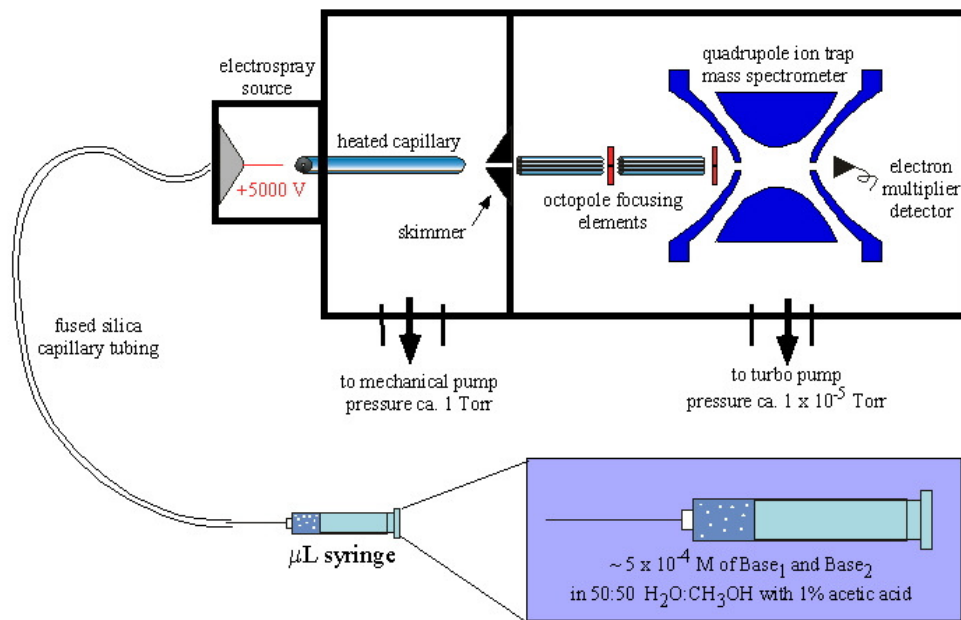 electrospray
source
+5000 V
heated capillary
skimmer
octopole focusing
elements
quadrupole ion trap
mass spectrometer
electron
multiplier
detector
fused silica
capillary tubing
to mechanical pump
pressure ca. 1 Torr
to turbo pump
pressure ca. 1 x 10⁻⁵ Torr
μL syringe
~ 5 x 10⁻⁴ M of Base₁ and Base₂
in 50:50 H₂O:CH₃OH with 1% acetic acid